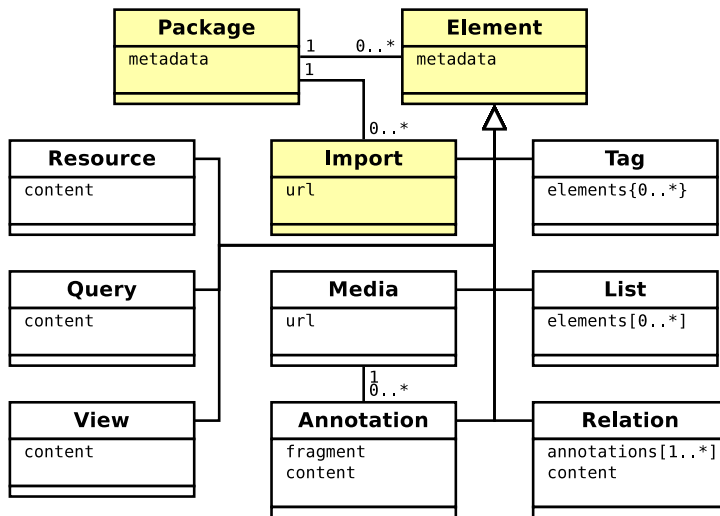 Package
metadata
Element
metadata
1
0..*
1
0..*
Resource
content
Import
url
Tag
elements{0..*}
Query
content
Media
url
List
elements[0..*]
1
0..*
View
content
Annotation
fragment
content
Relation
annotations[1..*]
content